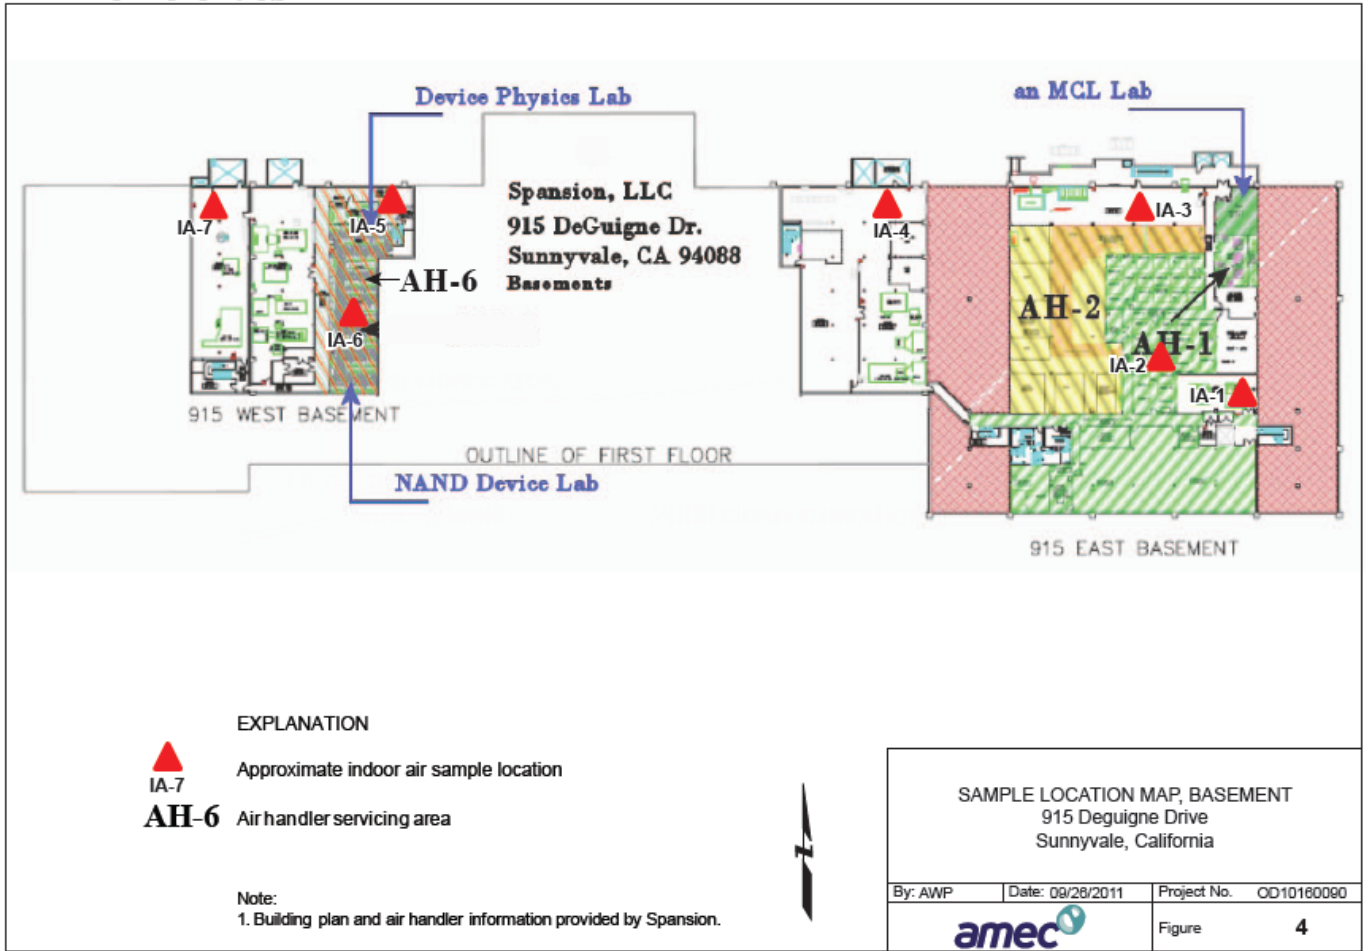 Device Physics Lab
an MCL Lab
Spansion, LLC
915 DeGuigne Dr.
Sunnyvale, CA 94088
Basements
IA-7
IA-5
AH-6
IA-6
IA-4
IA-3
AH-2
AH-1
IA-2
IA-1
915 WEST BASEMENT
OUTLINE OF FIRST FLOOR
NAND Device Lab
915 EAST BASEMENT
EXPLANATION
IA-7
Approximate indoor air sample location
AH-6 Air handler servicing area
Note:
1. Building plan and air handler information provided by Spansion.
SAMPLE LOCATION MAP, BASEMENT
915 Deguigne Drive
Sunnyvale, California
By: AWP Date: 09/26/2011 Project No. OD10160090
amec Figure 4